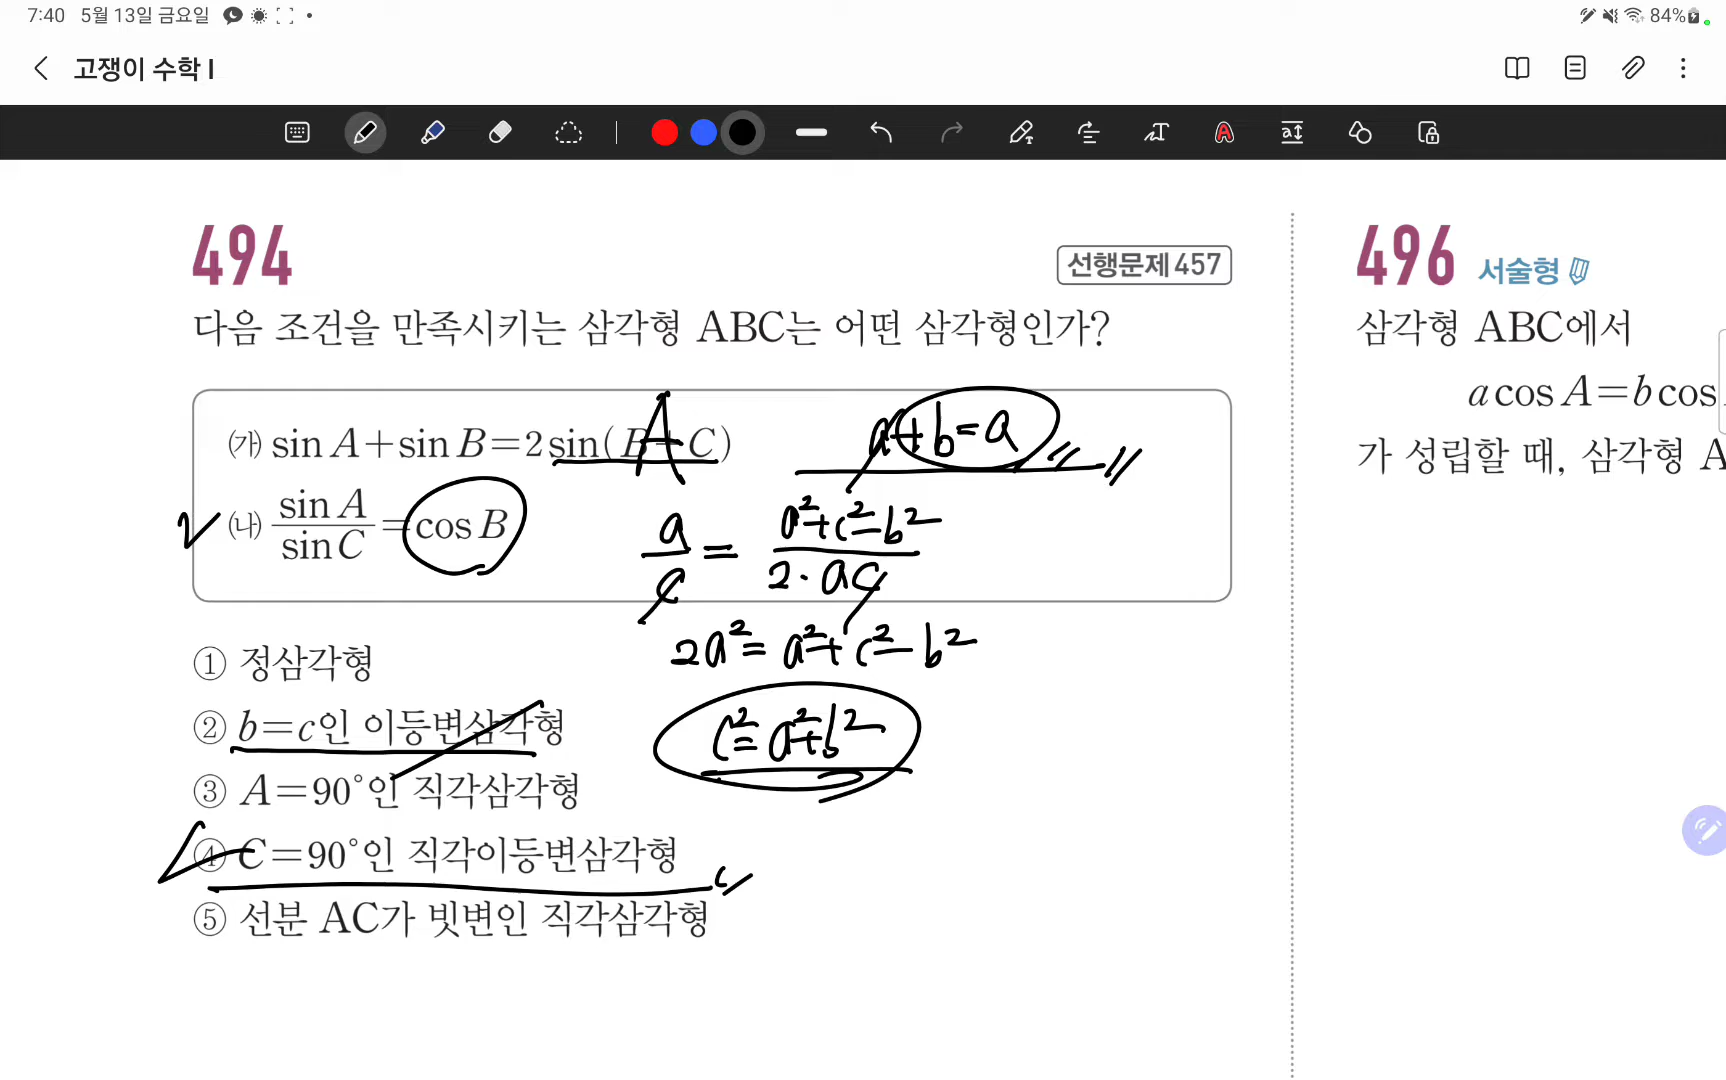 7:40 5월 13일 금요일
84%
고쟁이 수학 I
494
선행문제 457
다음 조건을 만족시키는 삼각형 ABC는 어떤 삼각형인가?
㈎ sin A+sin B=2sin(B+C)
A
a+b=a
㈏ sin A/sin C=cos B
a/c = a²+c²-b²/2·ac
2a²=a²+c²-b²
c²=a²+b²
① 정삼각형
② b=c인 이등변삼각형
③ A=90°인 직각삼각형
④ C=90°인 직각이등변삼각형
⑤ 선분 AC가 빗변인 직각삼각형
496 서술형
삼각형 ABC에서
a cos A=b cos
가 성립할 때, 삼각형 A